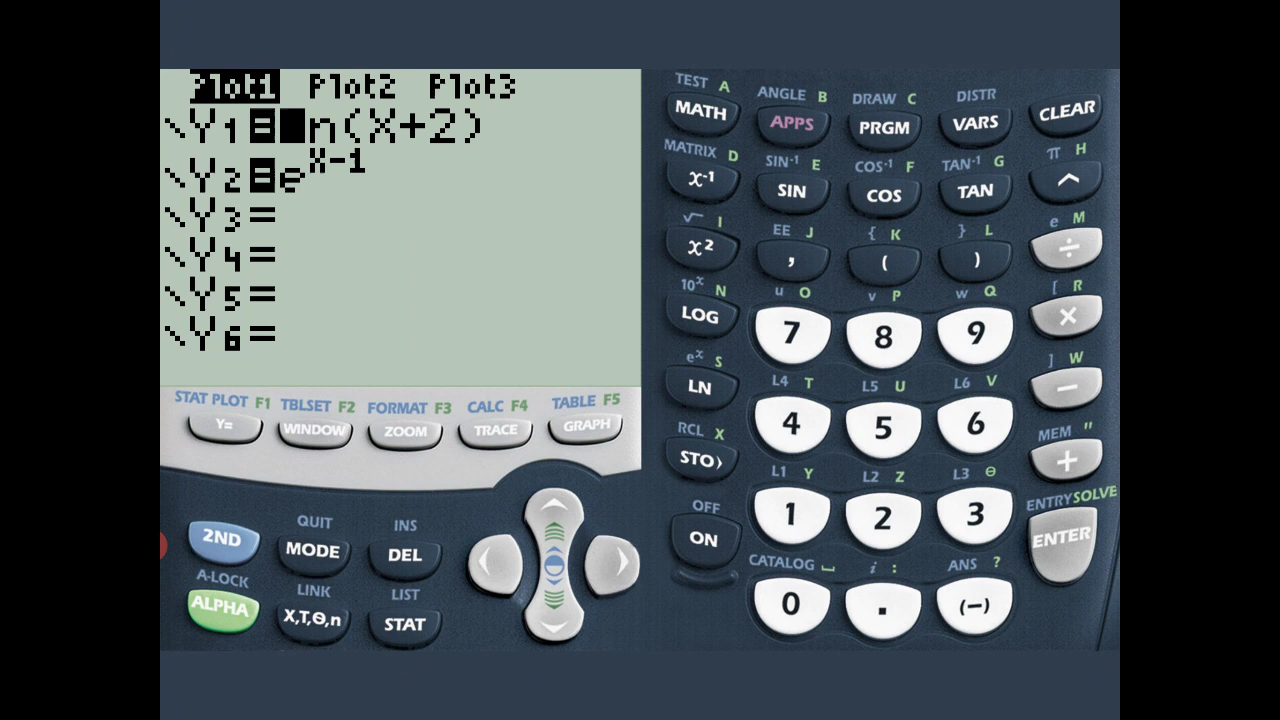 Plot1 Plot2 Plot3
\Y1=█n(X+2)
\Y2=e^X-1
\Y3=
\Y4=
\Y5=
\Y6=
STAT PLOT F1 TBLSET F2 FORMAT F3 CALC F4 TABLE F5
Y= WINDOW ZOOM TRACE GRAPH
QUIT INS
2ND MODE DEL
A-LOCK LINK LIST
ALPHA X,T,Θ,n STAT
TEST A ANGLE B DRAW C DISTR
MATH APPS PRGM VARS CLEAR
MATRIX D SIN⁻¹ E COS⁻¹ F TAN⁻¹ G π H
x⁻¹ SIN COS TAN ^
√ I EE J { K } L e M
x² , ( ) ÷
10ˣ N u O v P w Q [ R
LOG 7 8 9 ×
eˣ S L4 T L5 U L6 V ] W
LN 4 5 6 −
RCL X L1 Y L2 Z L3 Θ MEM "
STO› 1 2 3 +
OFF CATALOG ⎵ i : ANS ? ENTRY SOLVE
ON 0 . (−) ENTER